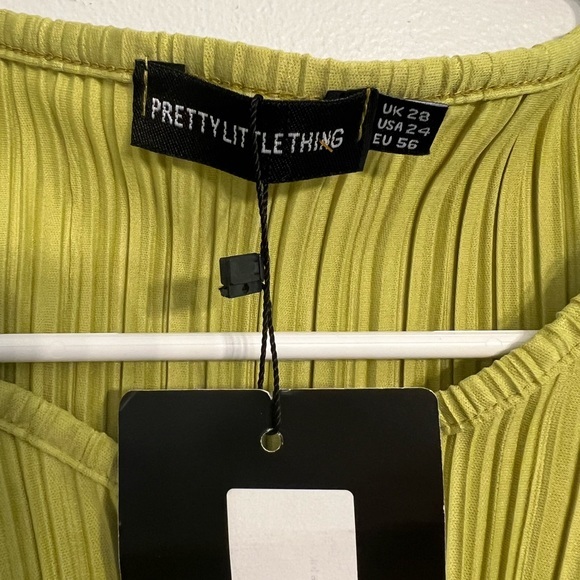 PRETTYLITTLETHING
UK 28
USA 24
EU 56